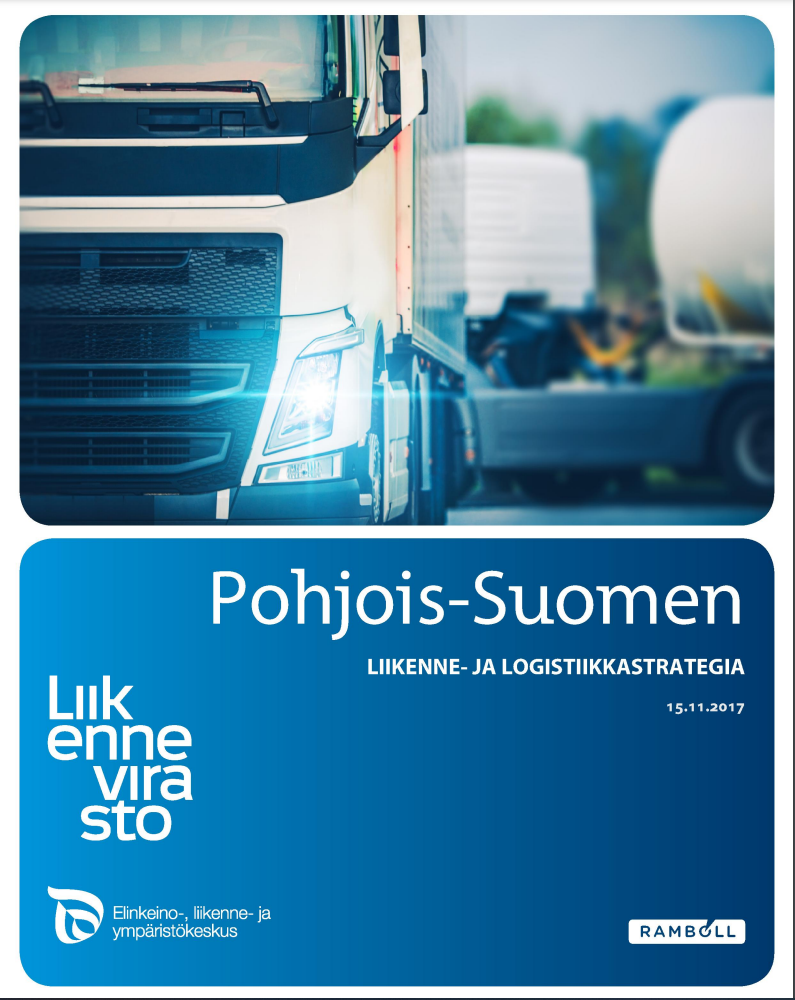 Pohjois-Suomen
LIIKENNE- JA LOGISTIIKKASTRATEGIA
15.11.2017
Liik
enne
vira
sto
Elinkeino-, liikenne- ja
ympäristökeskus
RAMBOLL